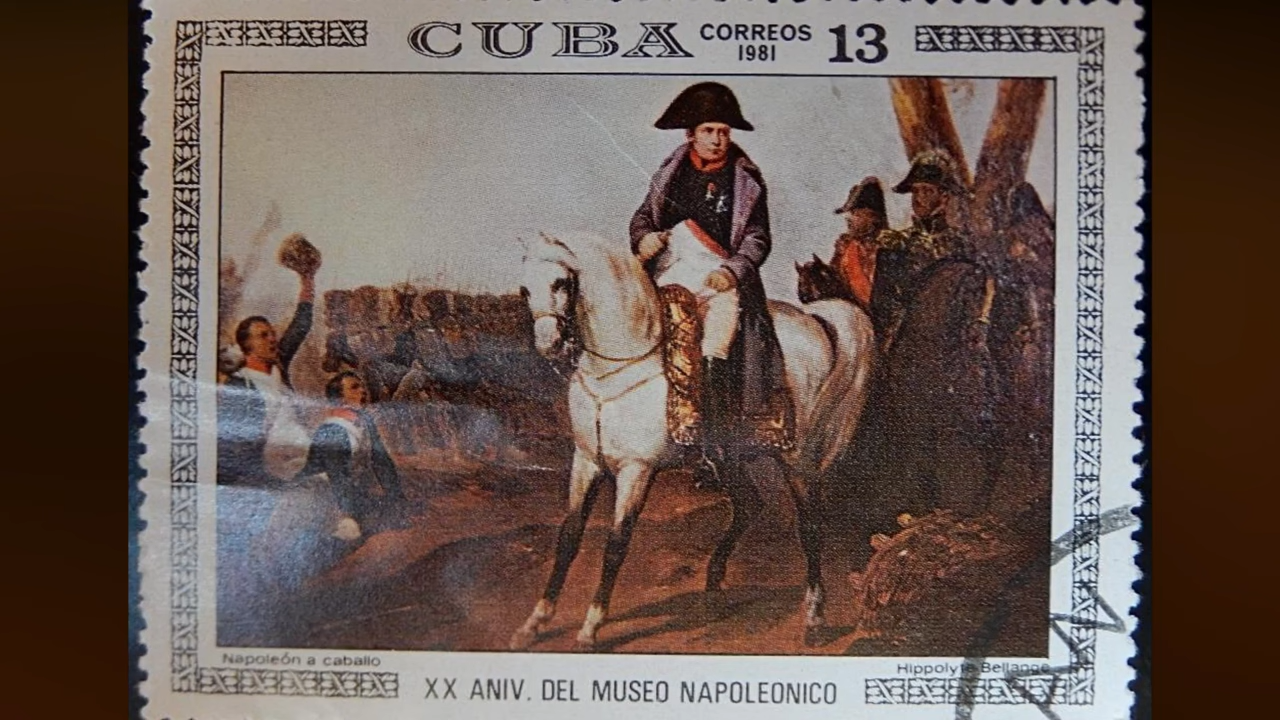 CUBA CORREOS 1981 13
Napoleón a caballo
Hippolyte Bellangé
XX ANIV. DEL MUSEO NAPOLEONICO